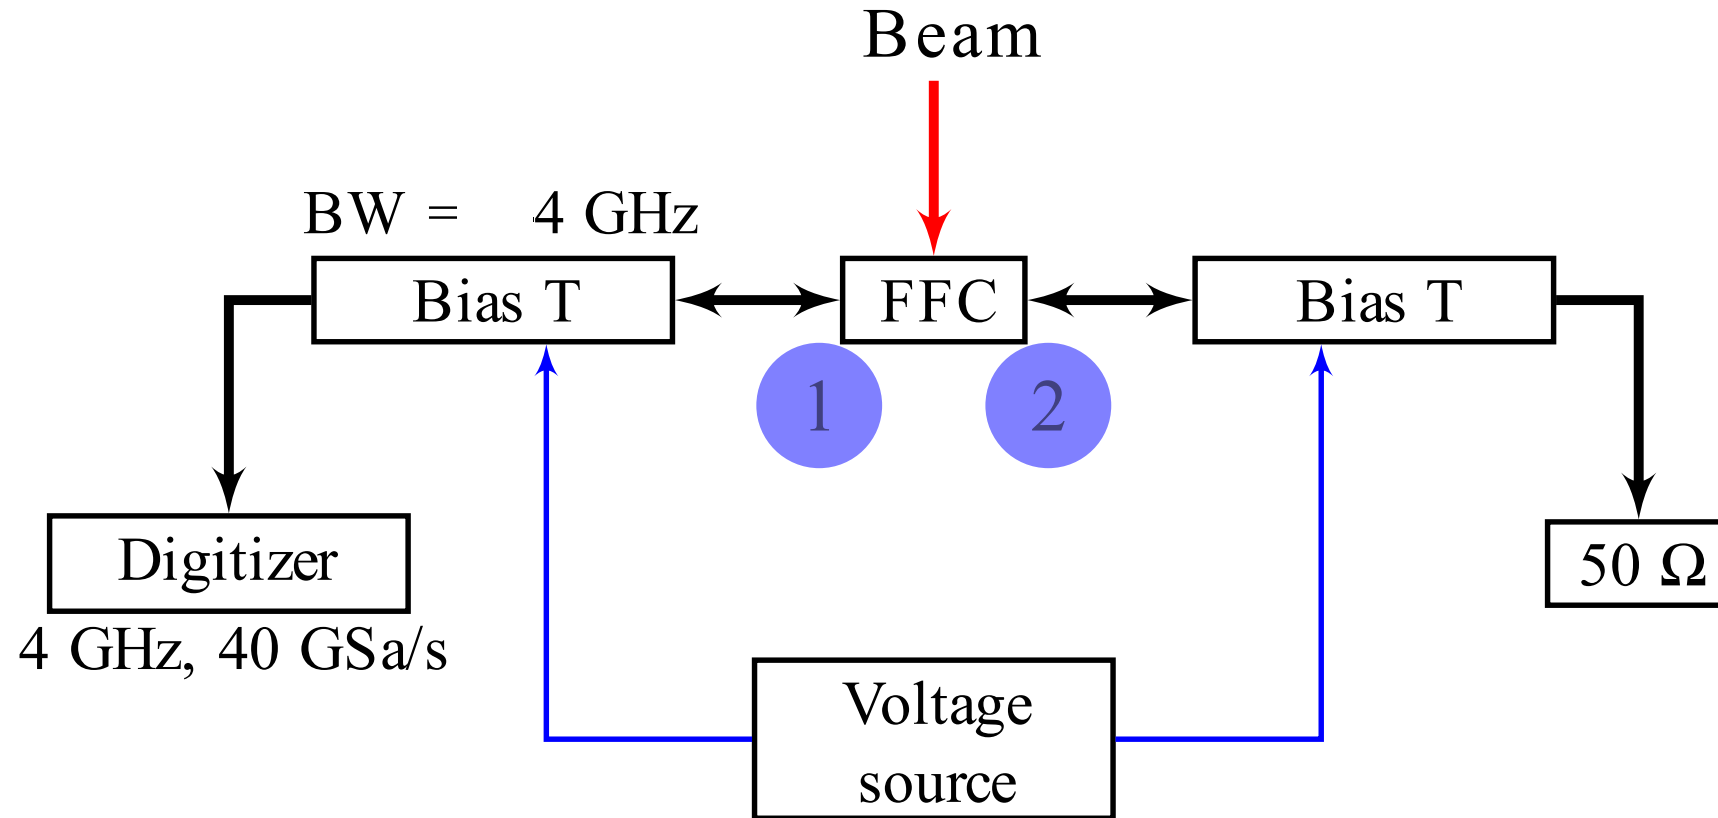 Beam
BW = 4 GHz
Bias T
FFC
Bias T
1
2
Digitizer
50 Ω
4 GHz, 40 GSa/s
Voltage
source